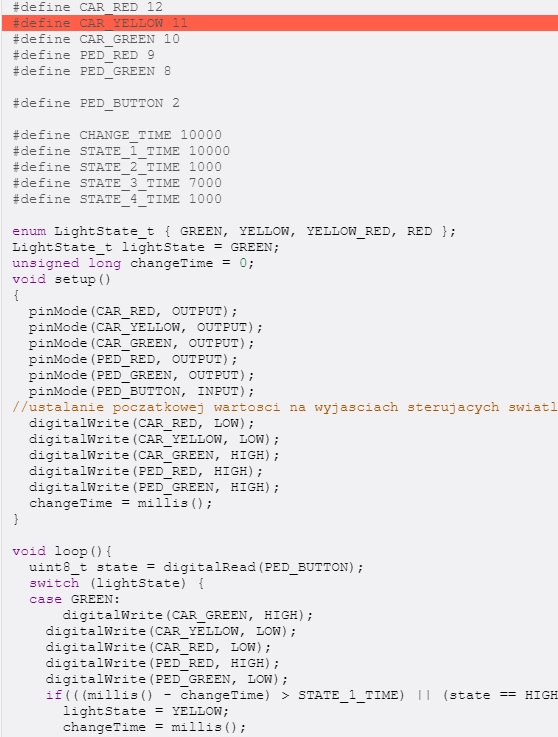 #define CAR_RED 12
#define CAR_YELLOW 11
#define CAR_GREEN 10
#define PED_RED 9
#define PED_GREEN 8
#define PED_BUTTON 2
#define CHANGE_TIME 10000
#define STATE_1_TIME 10000
#define STATE_2_TIME 1000
#define STATE_3_TIME 7000
#define STATE_4_TIME 1000
enum LightState_t { GREEN, YELLOW, YELLOW_RED, RED };
LightState_t lightState = GREEN;
unsigned long changeTime = 0;
void setup()
{
pinMode(CAR_RED, OUTPUT);
pinMode(CAR_YELLOW, OUTPUT);
pinMode(CAR_GREEN, OUTPUT);
pinMode(PED_RED, OUTPUT);
pinMode(PED_GREEN, OUTPUT);
pinMode(PED_BUTTON, INPUT);
//ustalanie poczatkowej wartosci na wyjasciach sterujacych swiatl
digitalWrite(CAR_RED, LOW);
digitalWrite(CAR_YELLOW, LOW);
digitalWrite(CAR_GREEN, HIGH);
digitalWrite(PED_RED, HIGH);
digitalWrite(PED_GREEN, HIGH);
changeTime = millis();
}
void loop(){
uint8_t state = digitalRead(PED_BUTTON);
switch (lightState) {
case GREEN:
digitalWrite(CAR_GREEN, HIGH);
digitalWrite(CAR_YELLOW, LOW);
digitalWrite(CAR_RED, LOW);
digitalWrite(PED_RED, HIGH);
digitalWrite(PED_GREEN, LOW);
if(((millis() - changeTime) > STATE_1_TIME) || (state == HIGH
lightState = YELLOW;
changeTime = millis();